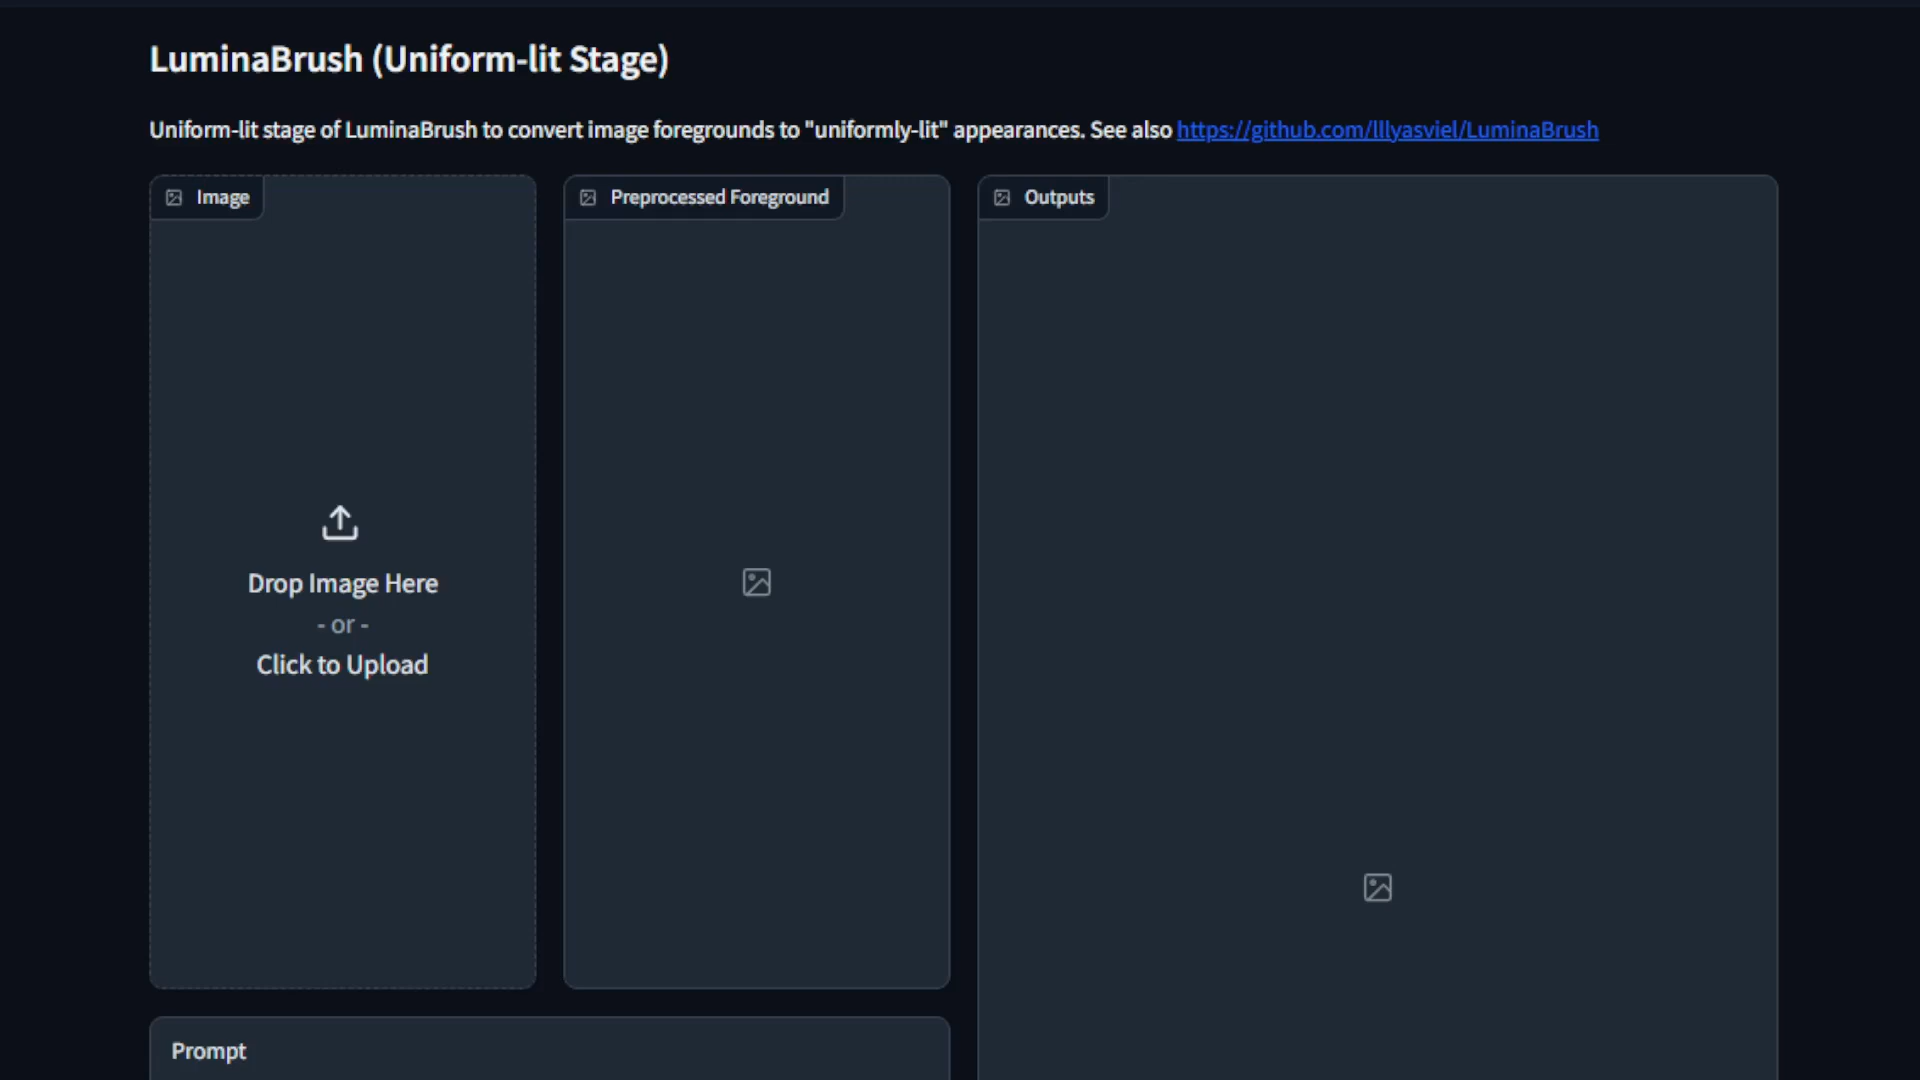 LuminaBrush (Uniform-lit Stage)
Uniform-lit stage of LuminaBrush to convert image foregrounds to "uniformly-lit" appearances. See also https://github.com/lllyasviel/LuminaBrush
Image
Preprocessed Foreground
Outputs
Drop Image Here
- or -
Click to Upload
Prompt